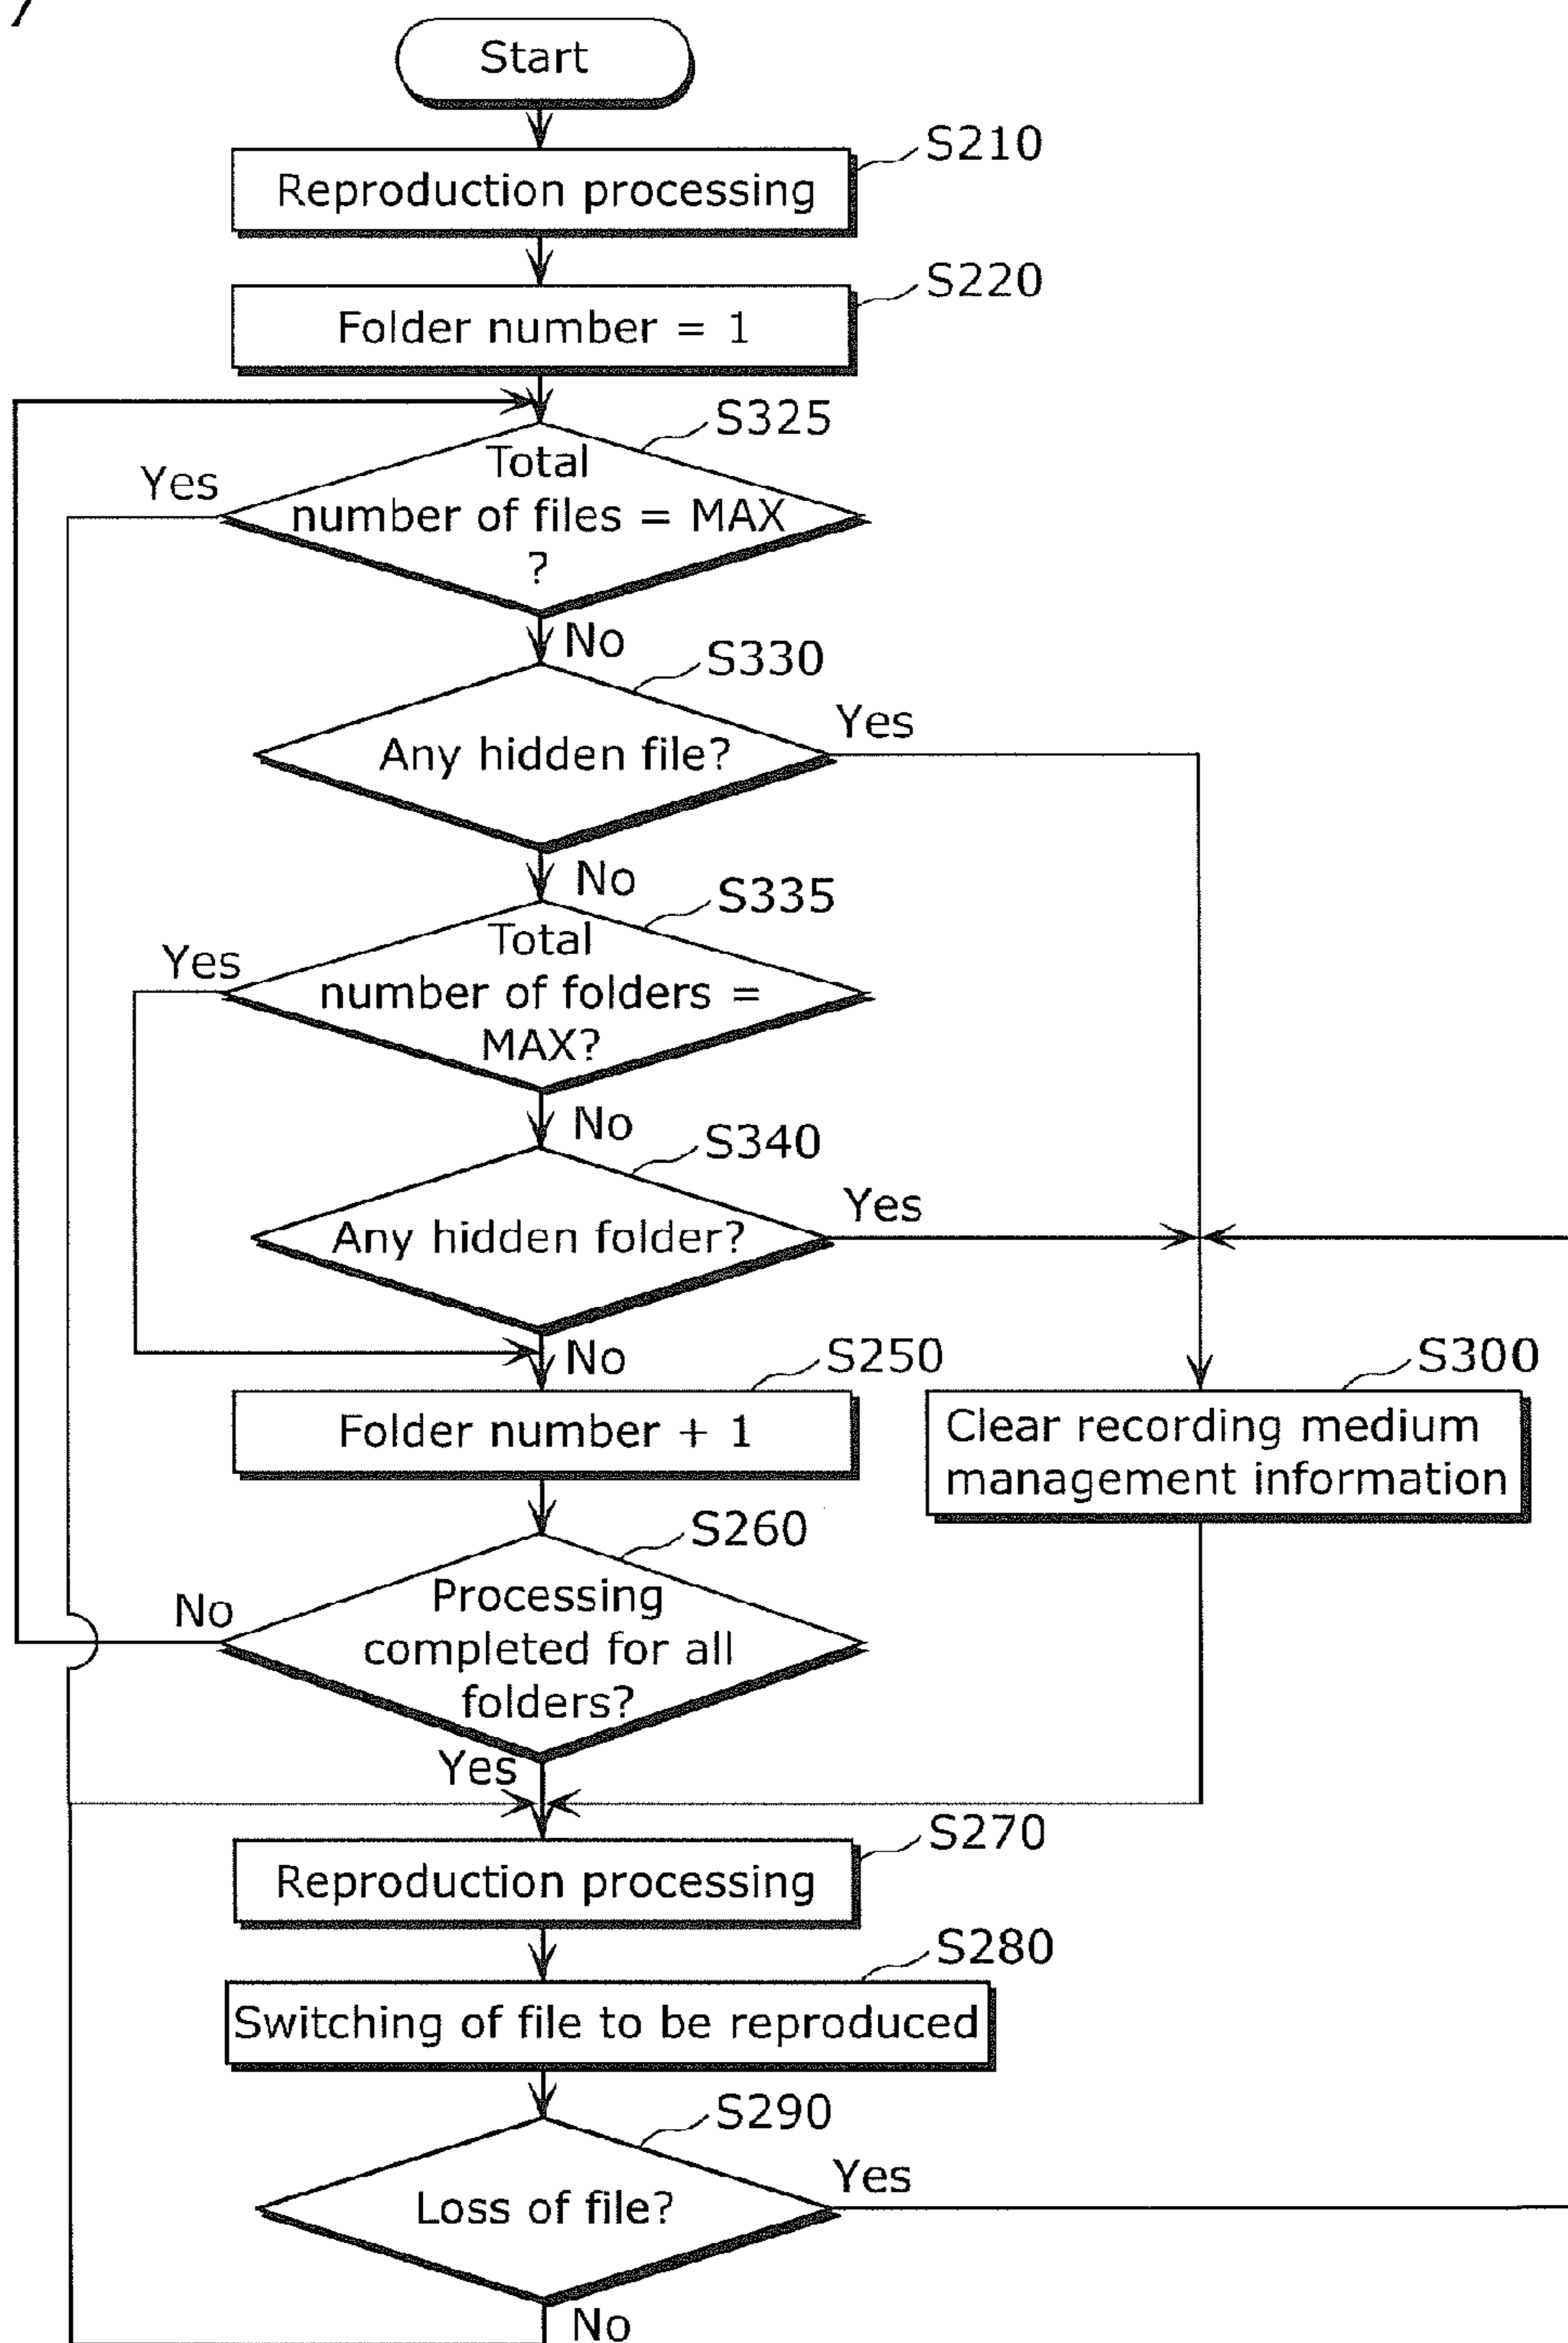 Start
S210
Reproduction processing
S220
Folder number = 1
S325
Total
number of files = MAX
?
Yes
No
S330
Any hidden file?
Yes
No
S335
Total
number of folders =
MAX?
Yes
No
S340
Any hidden folder?
Yes
No
S250
Folder number + 1
S300
Clear recording medium
management information
S260
Processing
completed for all
folders?
No
Yes
S270
Reproduction processing
S280
Switching of file to be reproduced
S290
Loss of file?
Yes
No